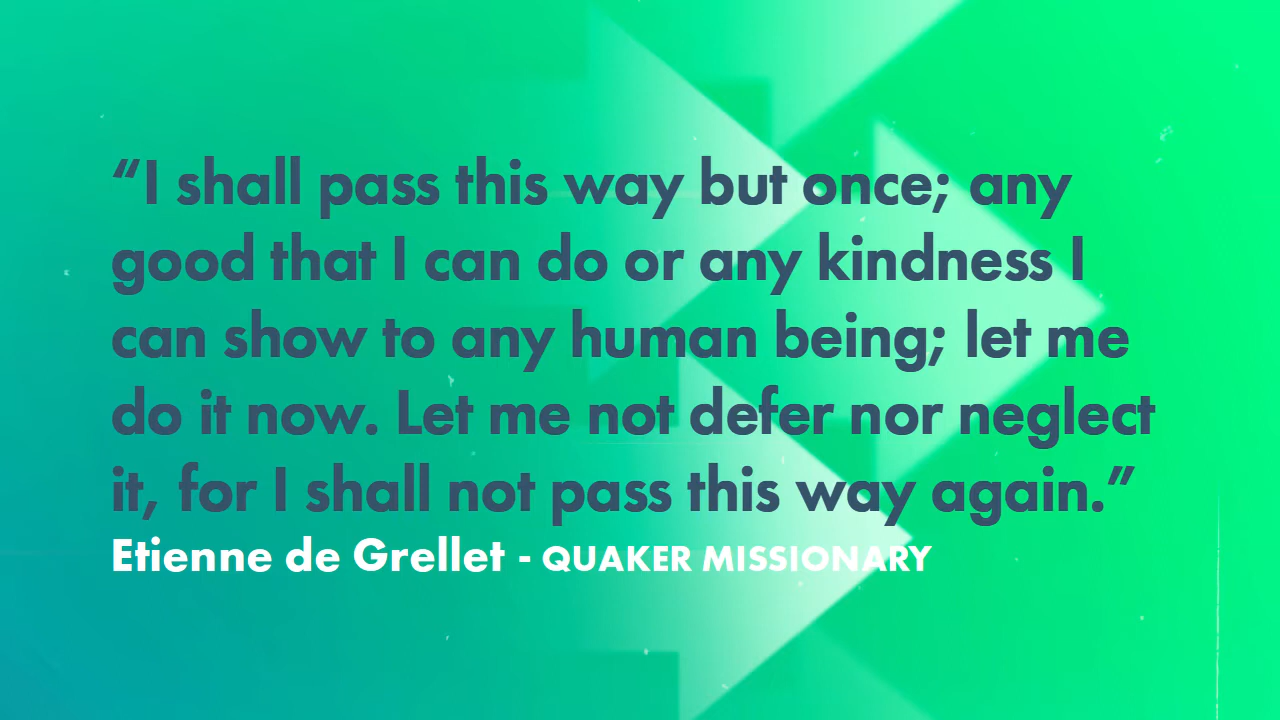 “I shall pass this way but once; any
good that I can do or any kindness I
can show to any human being; let me
do it now. Let me not defer nor neglect
it, for I shall not pass this way again.”
Etienne de Grellet - QUAKER MISSIONARY